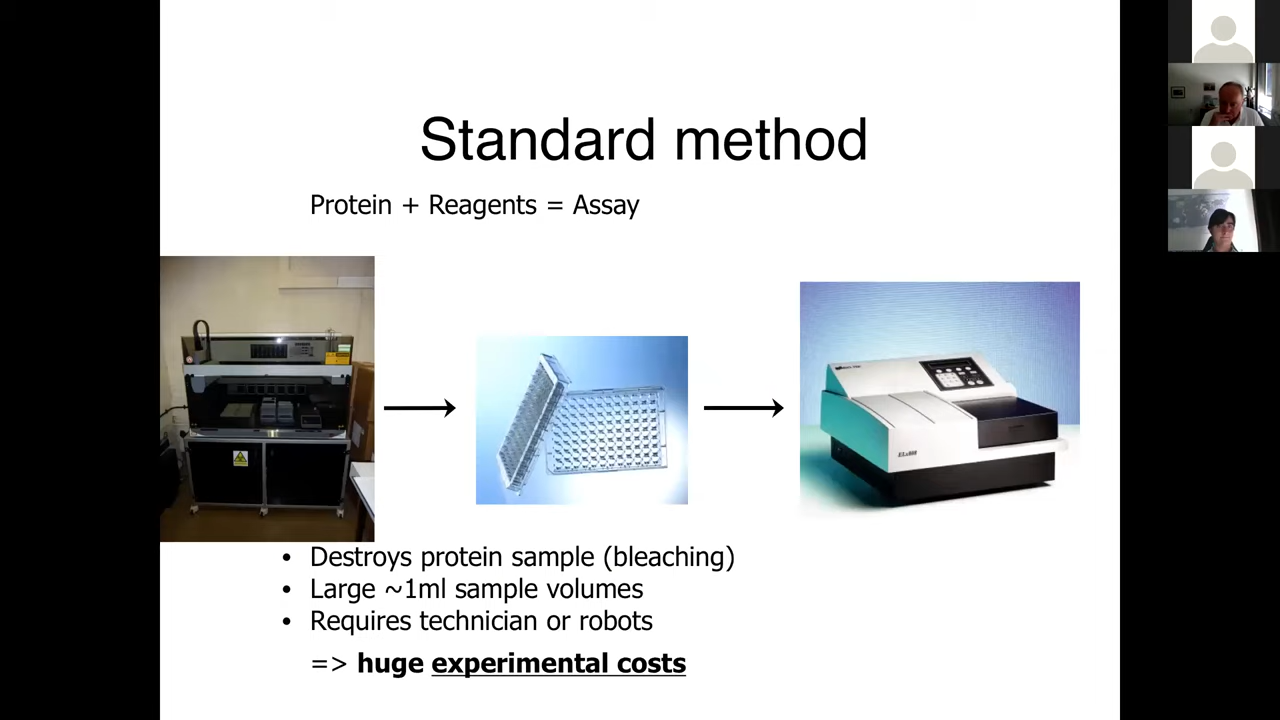 Standard method
Protein + Reagents = Assay
ELx800
• Destroys protein sample (bleaching)
• Large ~1ml sample volumes
• Requires technician or robots
=> huge experimental costs